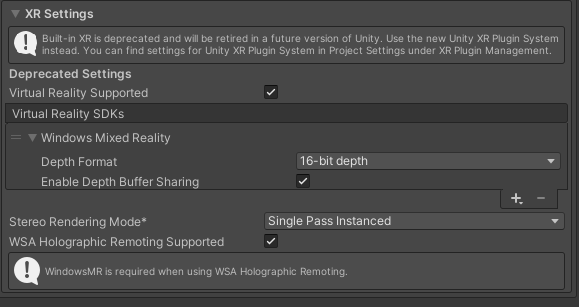 XR Settings
Built-in XR is deprecated and will be retired in a future version of Unity. Use the new Unity XR Plugin System
instead. You can find settings for Unity XR Plugin System in Project Settings under XR Plugin Management.
Deprecated Settings
Virtual Reality Supported
Virtual Reality SDKs
Windows Mixed Reality
Depth Format 16-bit depth
Enable Depth Buffer Sharing
Stereo Rendering Mode* Single Pass Instanced
WSA Holographic Remoting Supported
WindowsMR is required when using WSA Holographic Remoting.